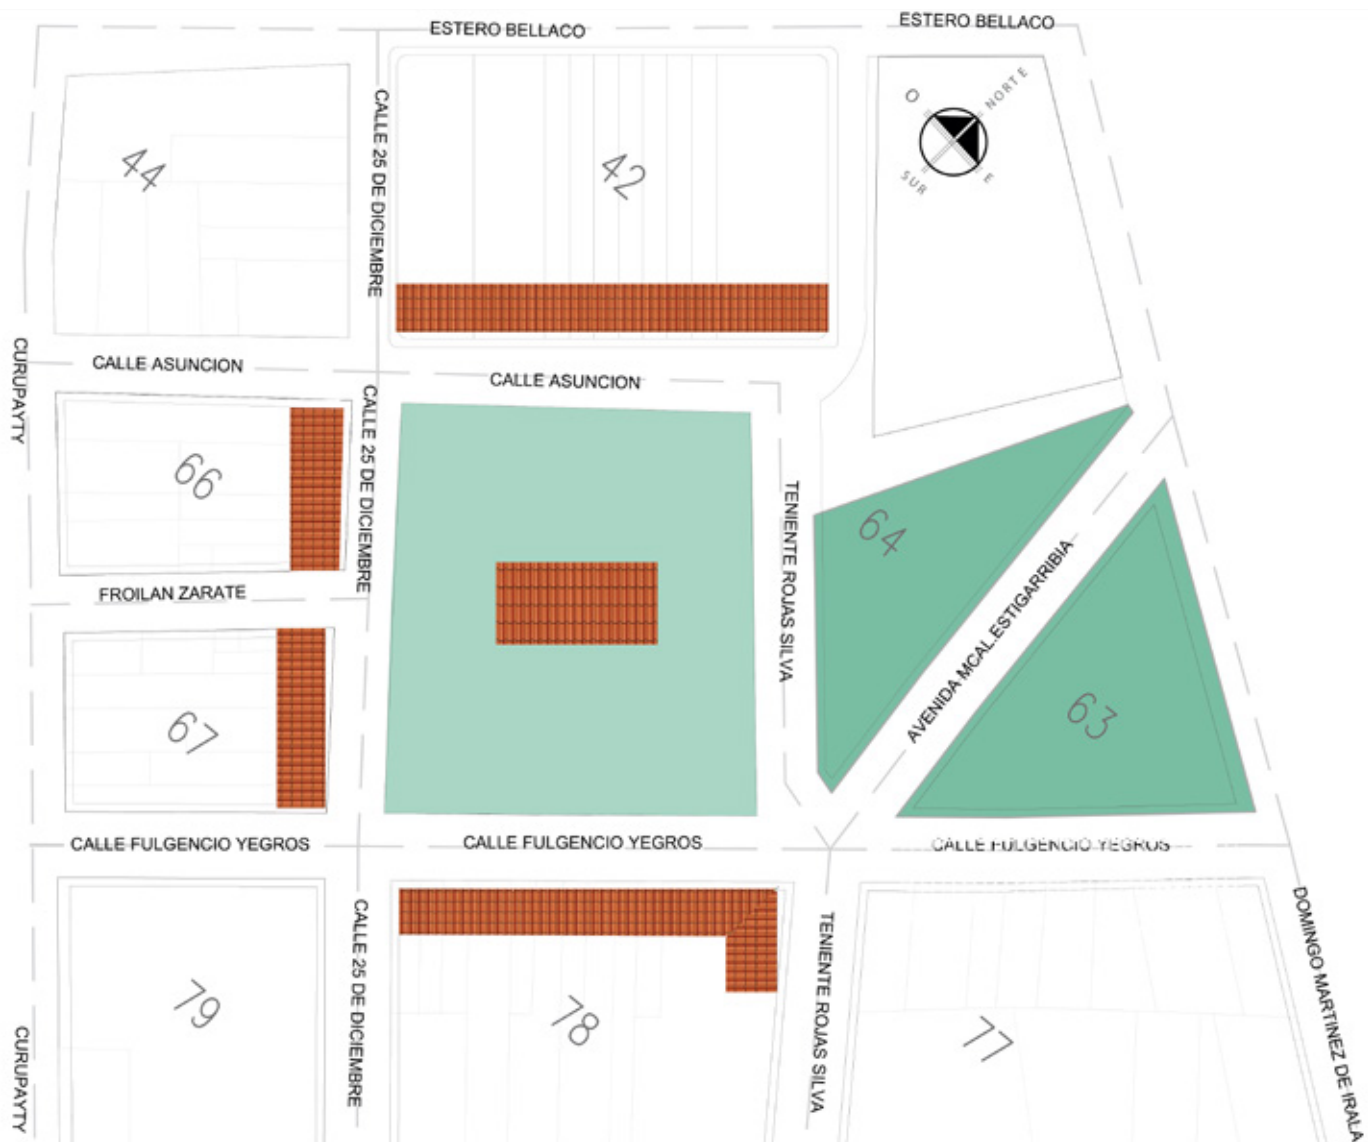 ESTERO BELLACO
ESTERO BELLACO
CALLE 25 DE DICIEMBRE
44
42
O
NORTE
SUR
E
CURUPAYTY
CALLE ASUNCION
CALLE ASUNCION
CALLE 25 DE DICIEMBRE
66
TENIENTE ROJAS SILVA
64
AVENIDA MCAL.ESTIGARRIBIA
FROILAN ZARATE
67
63
CALLE FULGENCIO YEGROS
CALLE FULGENCIO YEGROS
CALLE FULGENCIO YEGROS
CURUPAYTY
79
CALLE 25 DE DICIEMBRE
78
TENIENTE ROJAS SILVA
77
DOMINGO MARTINEZ DE IRALA